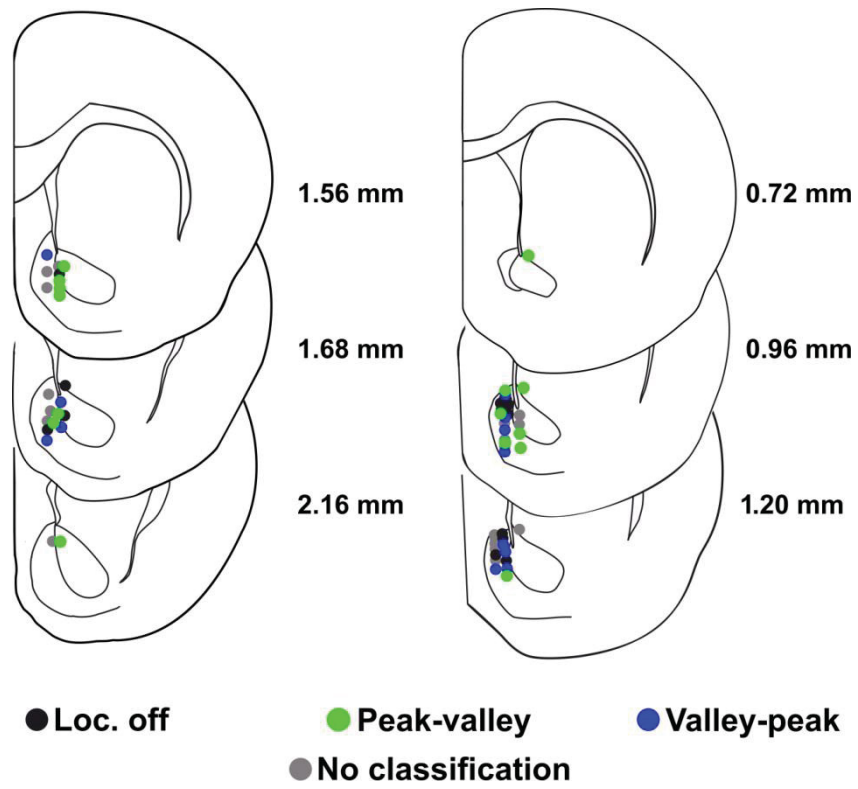 1.56 mm
0.72 mm
1.68 mm
0.96 mm
2.16 mm
1.20 mm
Loc. off
Peak-valley
Valley-peak
No classification